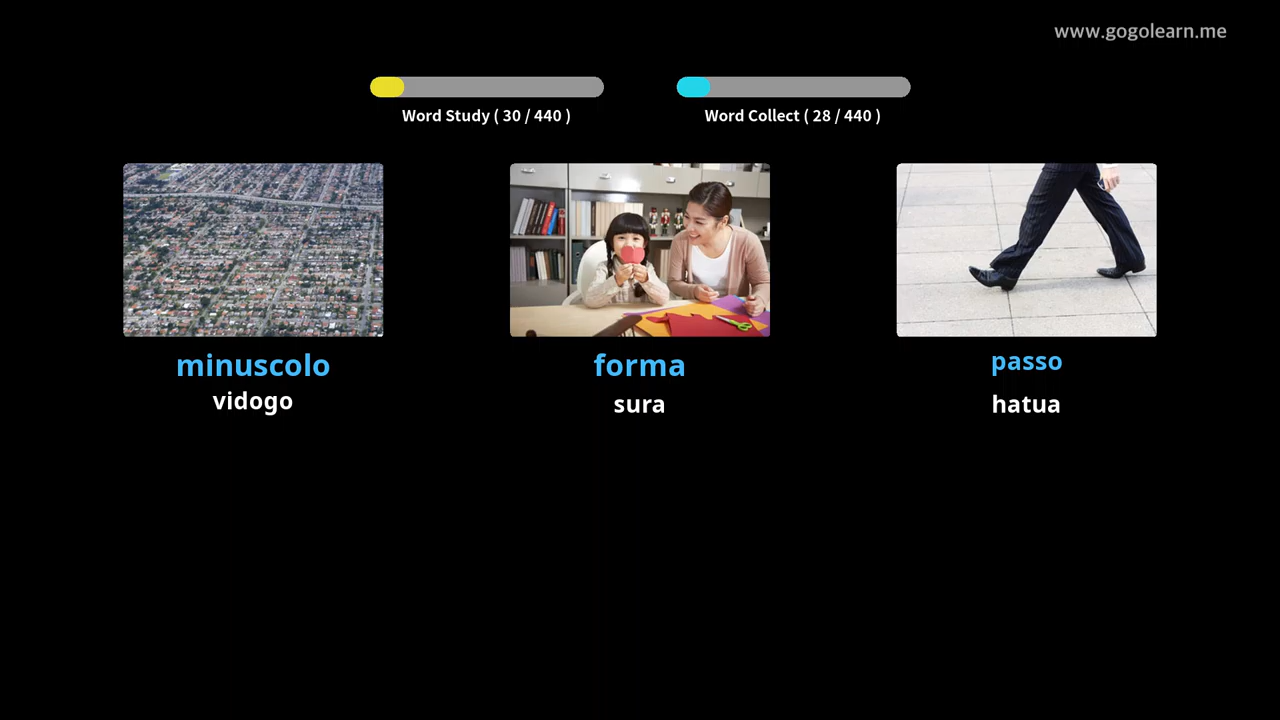 www.gogolearn.me
Word Study ( 30 / 440 )
Word Collect ( 28 / 440 )
minuscolo
vidogo
forma
sura
passo
hatua